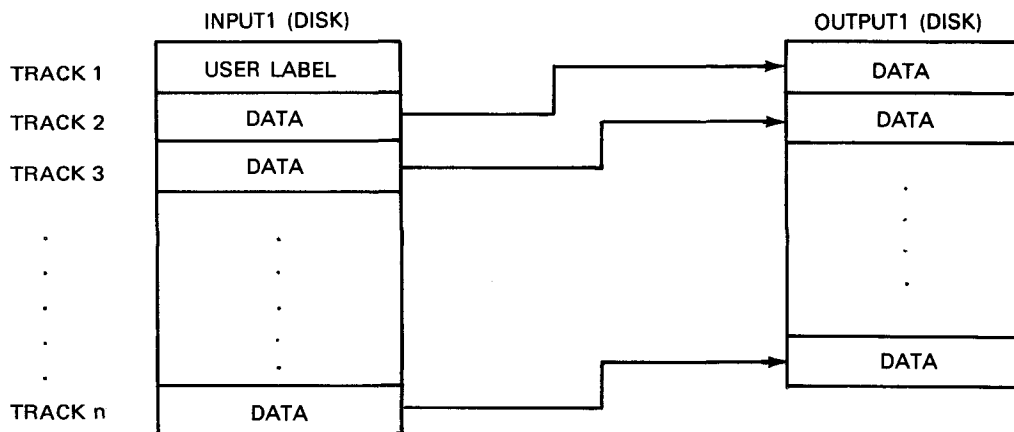 INPUT1 (DISK) OUTPUT1 (DISK)
TRACK 1 USER LABEL DATA
TRACK 2 DATA DATA
TRACK 3 DATA
DATA
TRACK n DATA